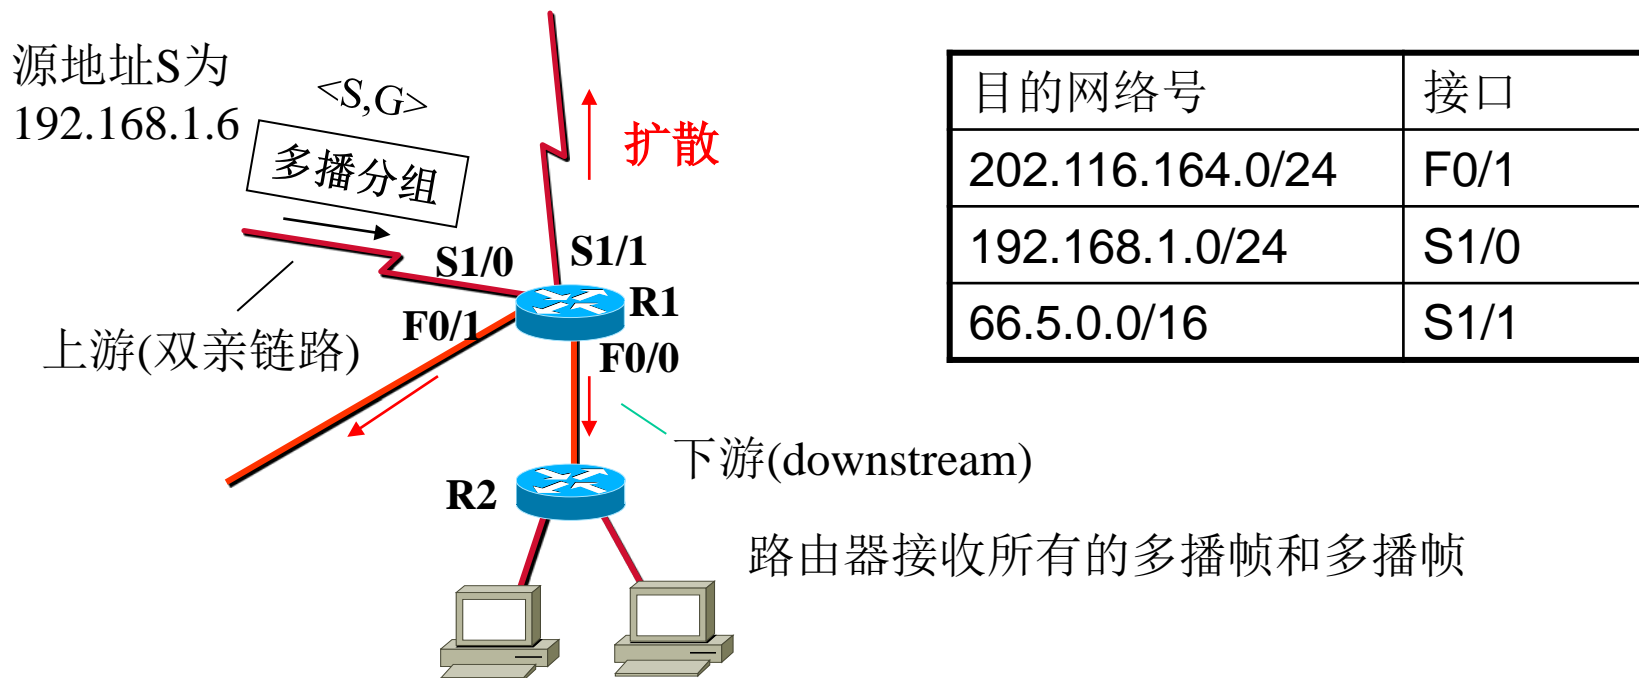 源地址S为
192.168.1.6
<S,G>
多播分组
扩散
S1/0
S1/1
R1
F0/1
F0/0
上游(双亲链路)
下游(downstream)
R2
路由器接收所有的多播帧和多播帧
目的网络号 接口
202.116.164.0/24 F0/1
192.168.1.0/24 S1/0
66.5.0.0/16 S1/1